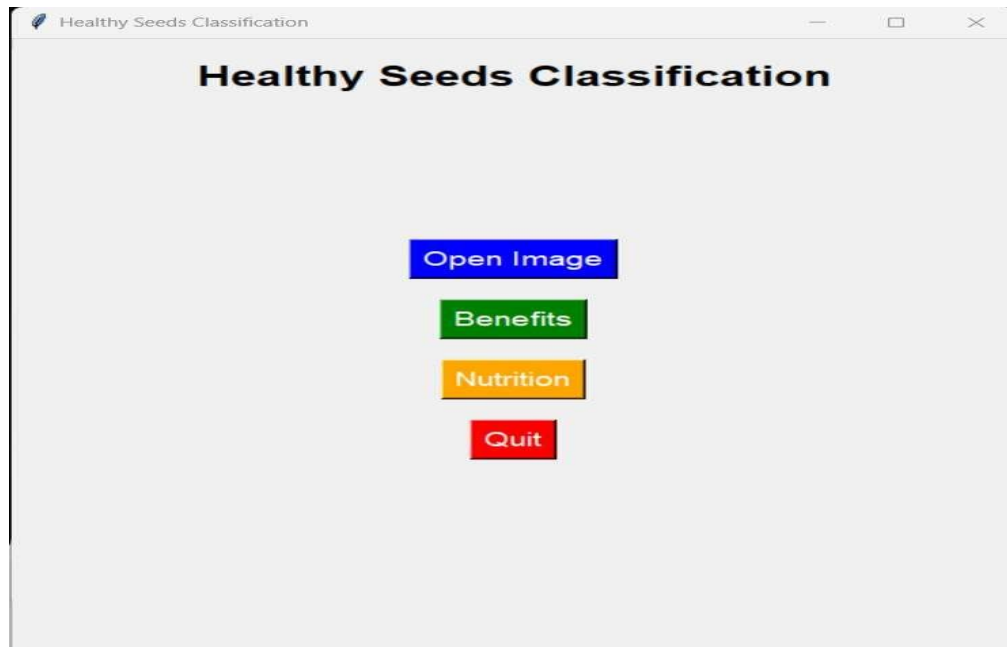 Healthy Seeds Classification
Healthy Seeds Classification
Open Image
Benefits
Nutrition
Quit